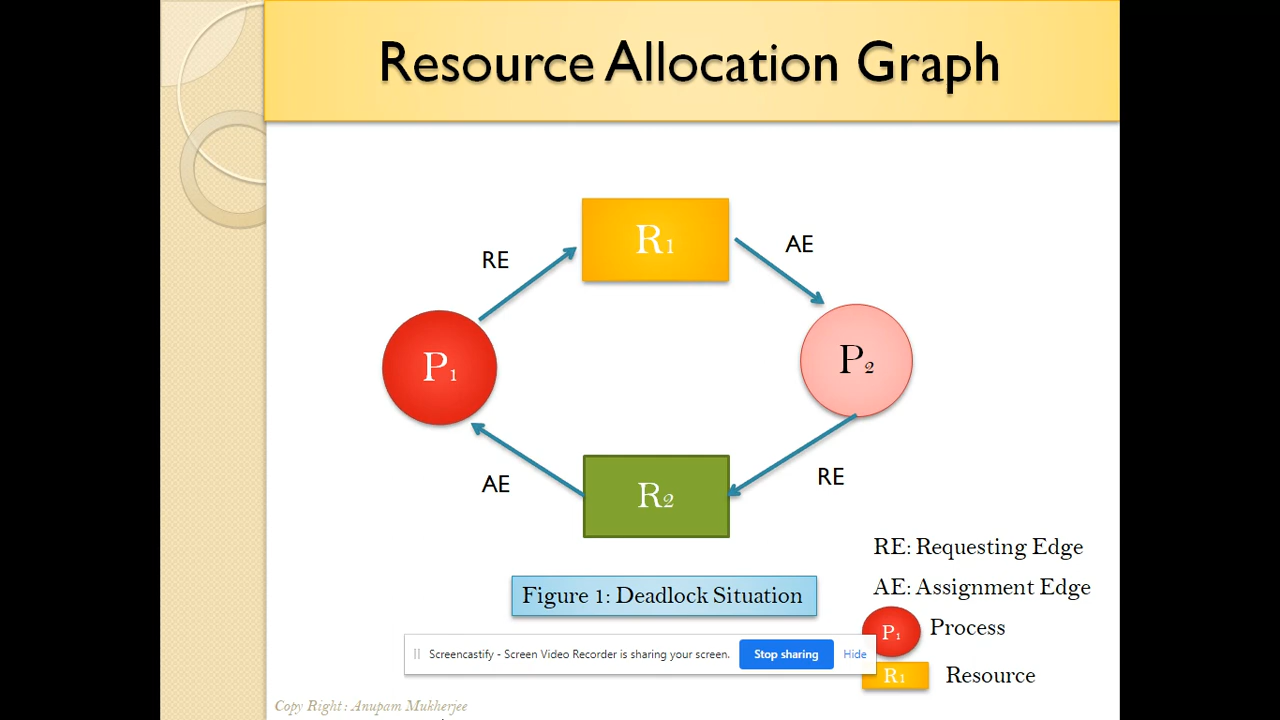 Resource Allocation Graph
R1
RE
AE
P1
P2
AE
RE
R2
RE: Requesting Edge
AE: Assignment Edge
Figure 1: Deadlock Situation
P1 Process
Screencastify - Screen Video Recorder is sharing your screen. Stop sharing Hide
R1 Resource
Copy Right : Anupam Mukherjee